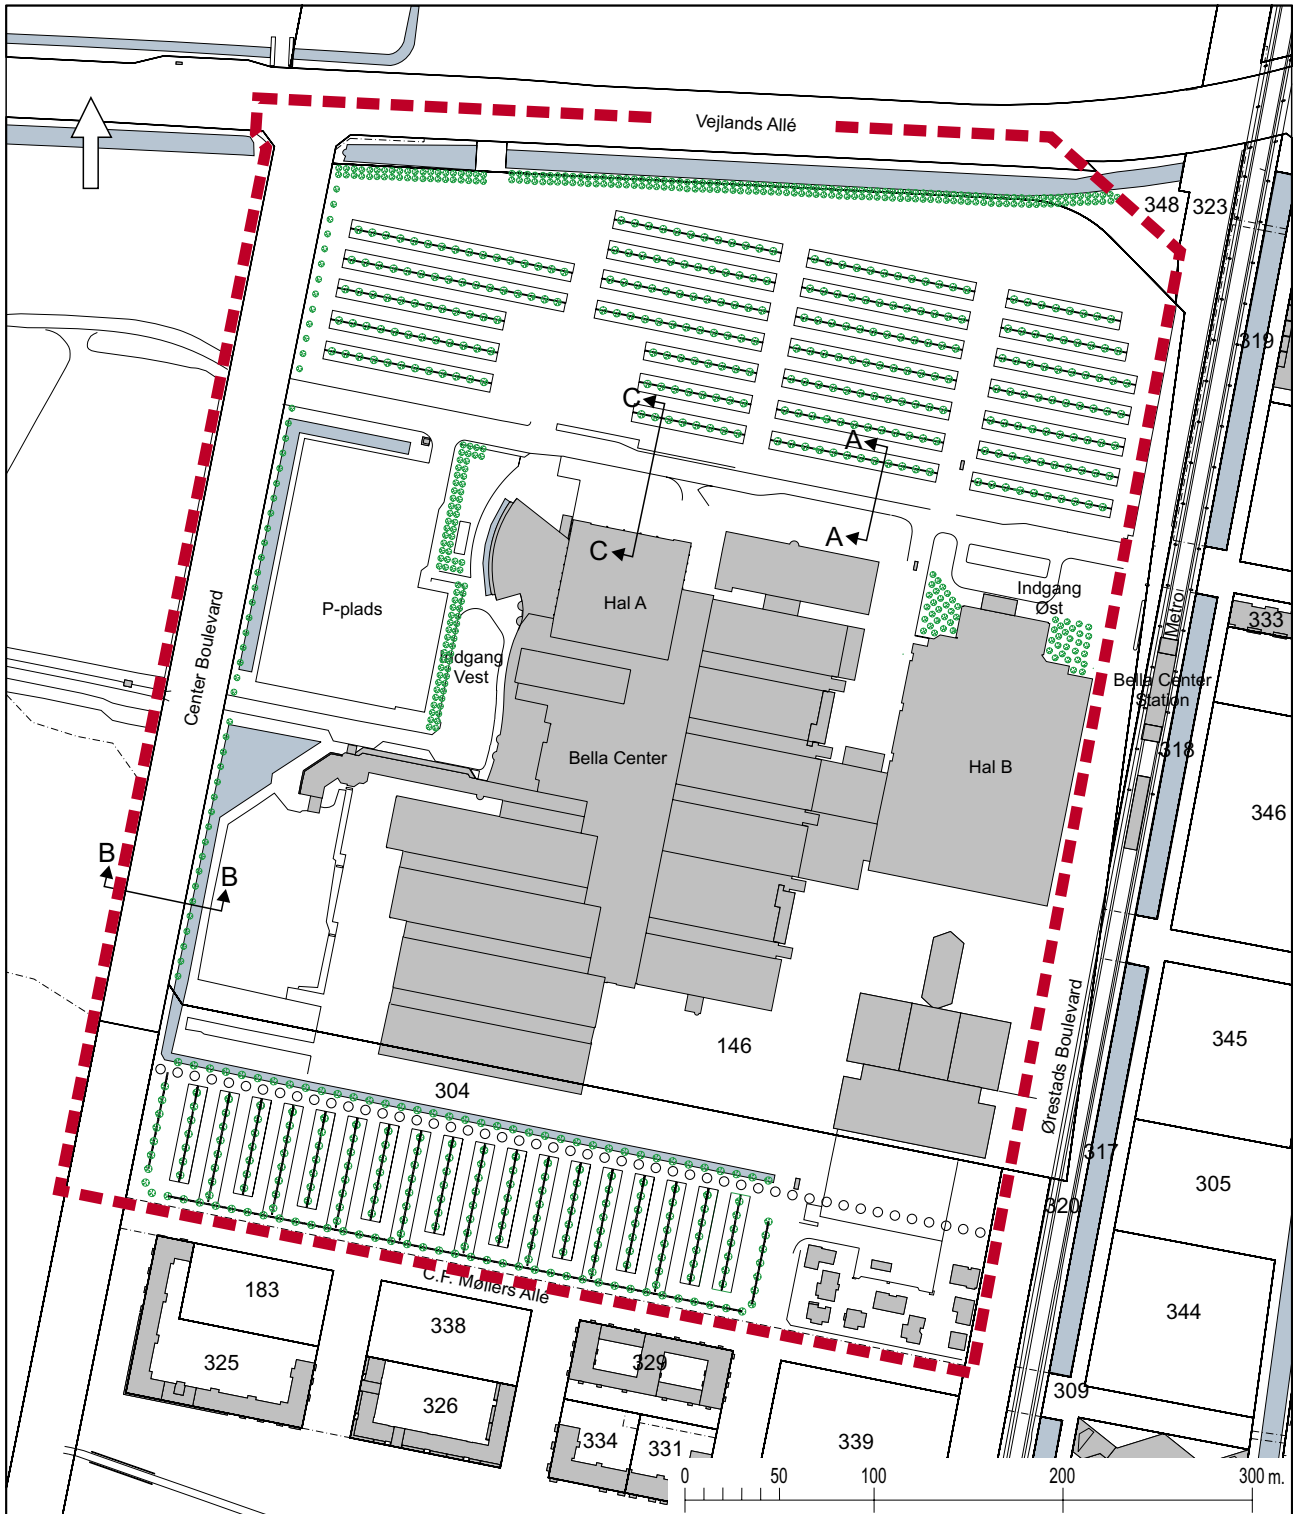 Vejlands Allé
348
323
319
C
A
A
C
Indgang
Øst
Hal A
P-plads
333
Metro
Indgang
Vest
Bella Center
Station
Center Boulevard
318
Bella Center
Hal B
346
B
B
146
345
304
Ørestads Boulevard
317
305
320
183
C.F. Møllers Allé
344
338
325
329
309
326
334
331
339
0
50
100
200
300 m.